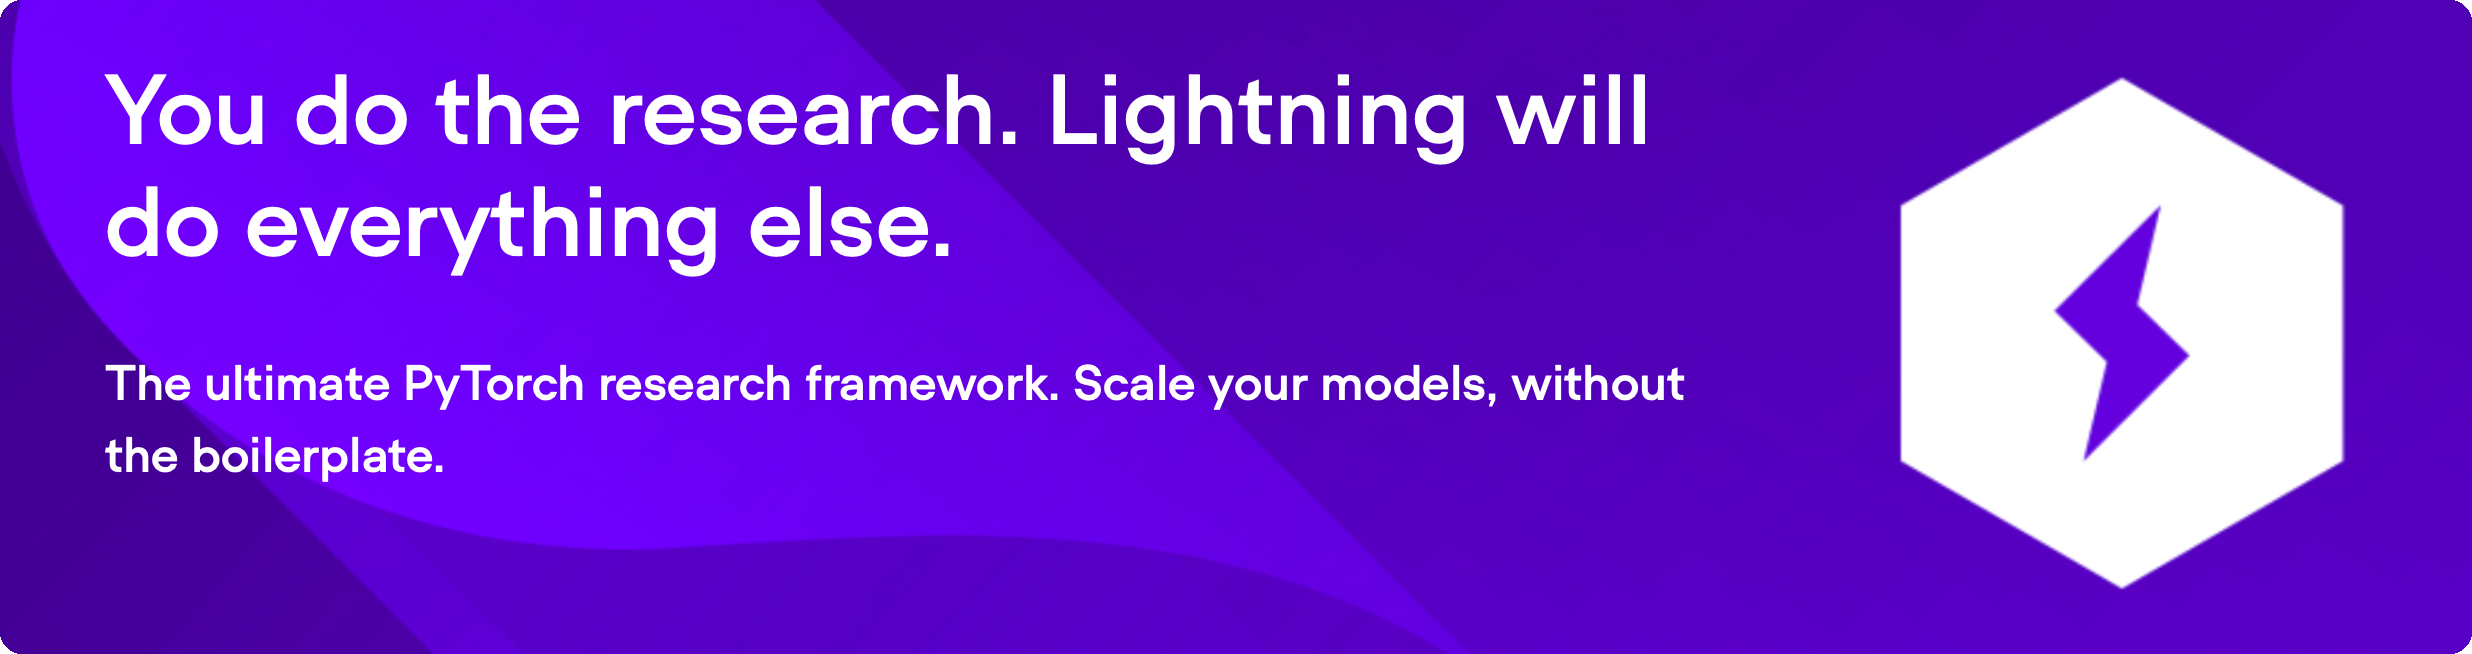 You do the research. Lightning will
do everything else.
The ultimate PyTorch research framework. Scale your models, without
the boilerplate.